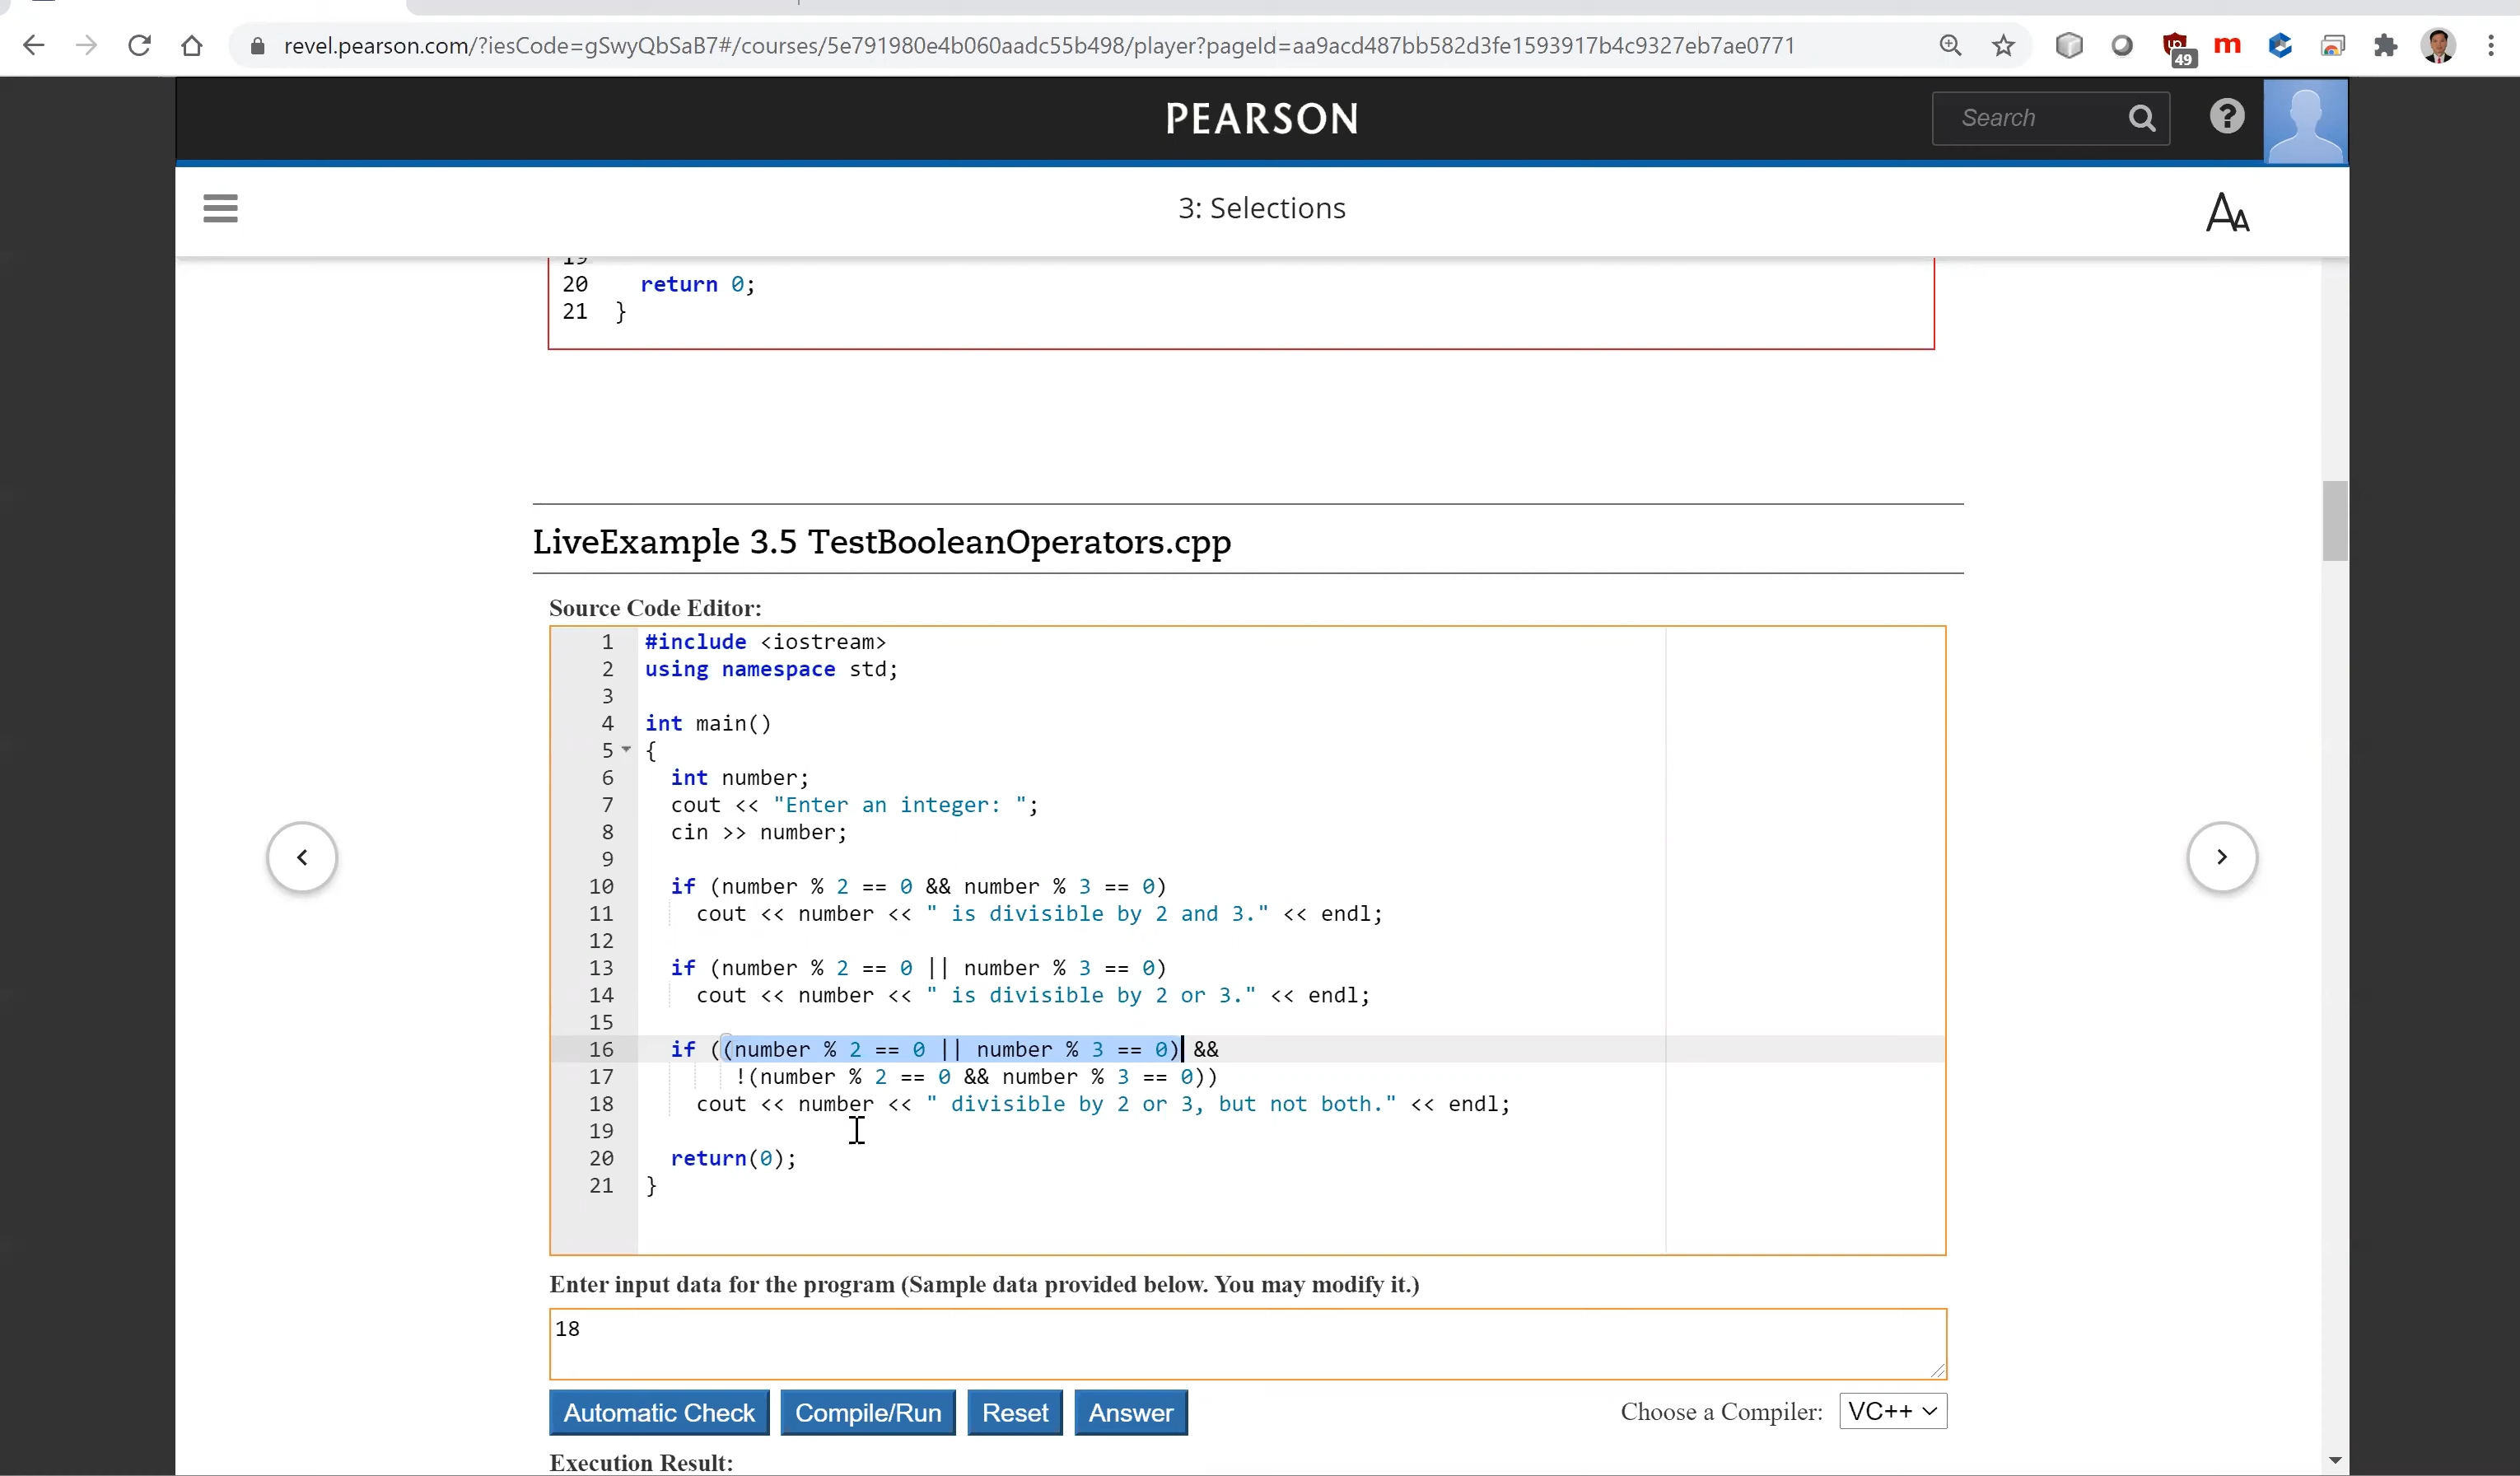 revel.pearson.com/?iesCode=gSwyQbSaB7#/courses/5e791980e4b060aadc55b498/player?pageId=aa9acd487bb582d3fe1593917b4c9327eb7ae0771
49
PEARSON
Search
?
3: Selections
AA
19
20 return 0;
21 }
LiveExample 3.5 TestBooleanOperators.cpp
Source Code Editor:
1 #include <iostream>
2 using namespace std;
3
4 int main()
5 {
6 int number;
7 cout << "Enter an integer: ";
8 cin >> number;
9
10 if (number % 2 == 0 && number % 3 == 0)
11 cout << number << " is divisible by 2 and 3." << endl;
12
13 if (number % 2 == 0 || number % 3 == 0)
14 cout << number << " is divisible by 2 or 3." << endl;
15
16 if ((number % 2 == 0 || number % 3 == 0) &&
17 !(number % 2 == 0 && number % 3 == 0))
18 cout << number << " divisible by 2 or 3, but not both." << endl;
19
20 return(0);
21 }
Enter input data for the program (Sample data provided below. You may modify it.)
18
Automatic Check Compile/Run Reset Answer Choose a Compiler: VC++
Execution Result: